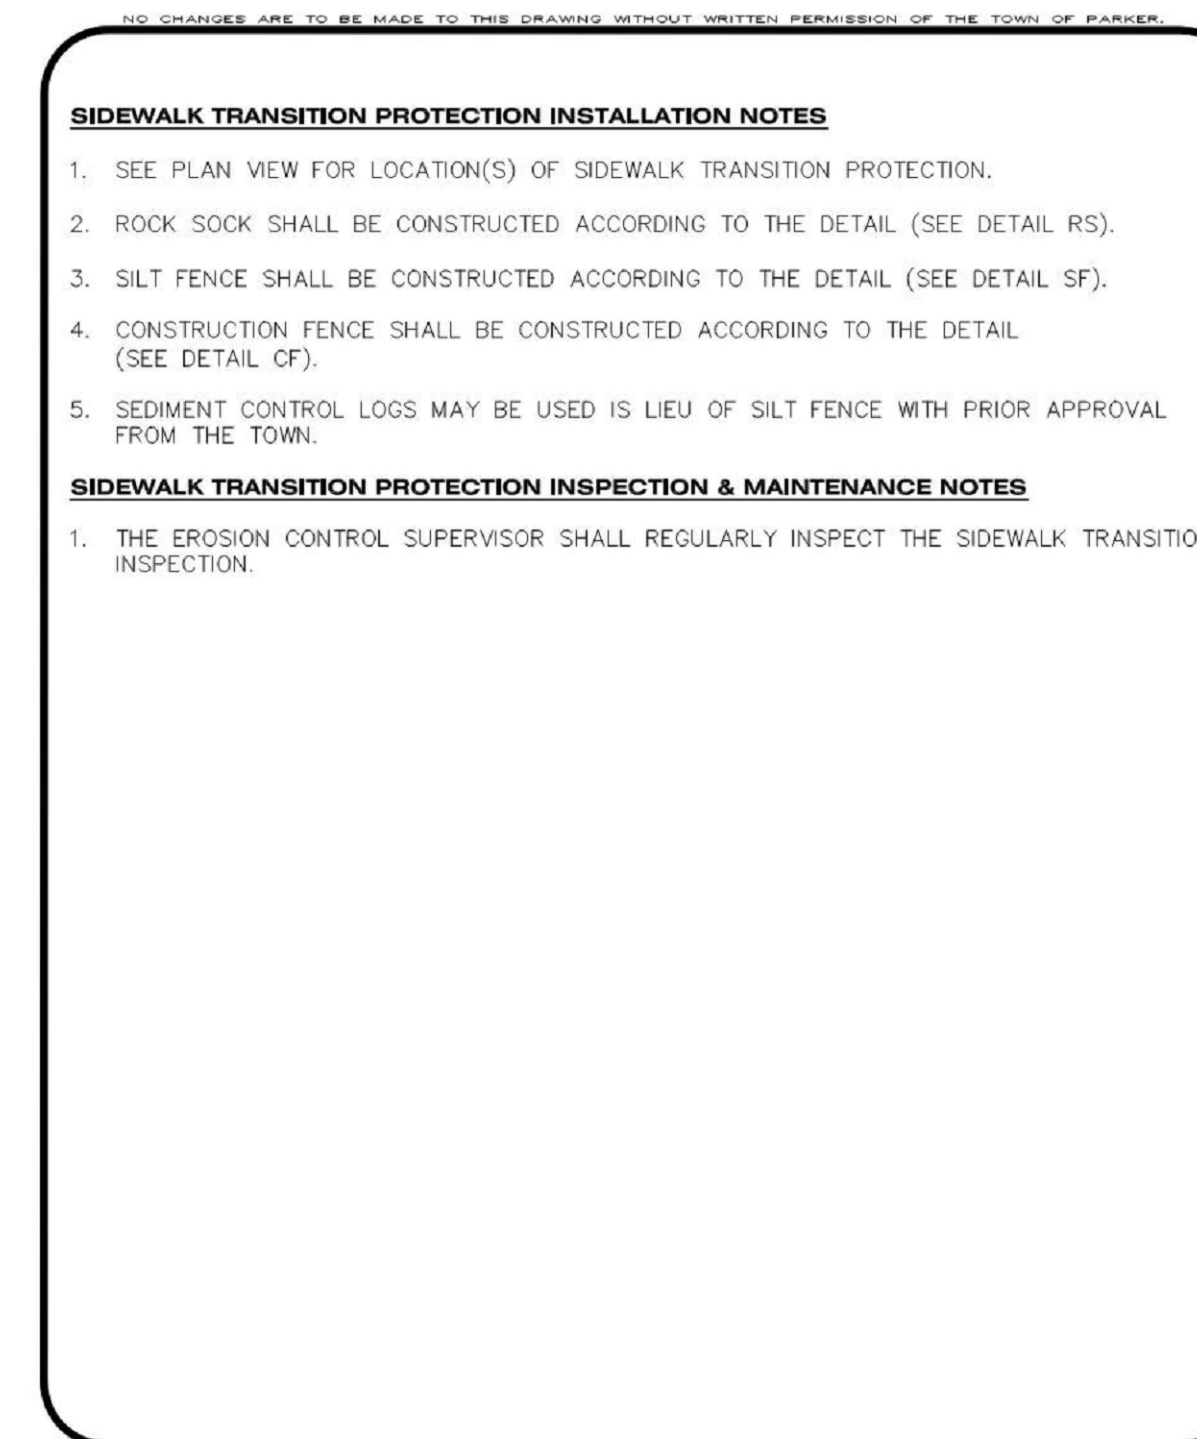 NO CHANGES ARE TO BE MADE TO THIS DRAWING WITHOUT WRITTEN PERMISSION OF THE TOWN OF PARKER.
SIDEWALK TRANSITION PROTECTION INSTALLATION NOTES
1. SEE PLAN VIEW FOR LOCATION(S) OF SIDEWALK TRANSITION PROTECTION.
2. ROCK SOCK SHALL BE CONSTRUCTED ACCORDING TO THE DETAIL (SEE DETAIL RS).
3. SILT FENCE SHALL BE CONSTRUCTED ACCORDING TO THE DETAIL (SEE DETAIL SF).
4. CONSTRUCTION FENCE SHALL BE CONSTRUCTED ACCORDING TO THE DETAIL
(SEE DETAIL CF).
5. SEDIMENT CONTROL LOGS MAY BE USED IS LIEU OF SILT FENCE WITH PRIOR APPROVAL
FROM THE TOWN.
SIDEWALK TRANSITION PROTECTION INSPECTION & MAINTENANCE NOTES
1. THE EROSION CONTROL SUPERVISOR SHALL REGULARLY INSPECT THE SIDEWALK TRANSITIO
INSPECTION.